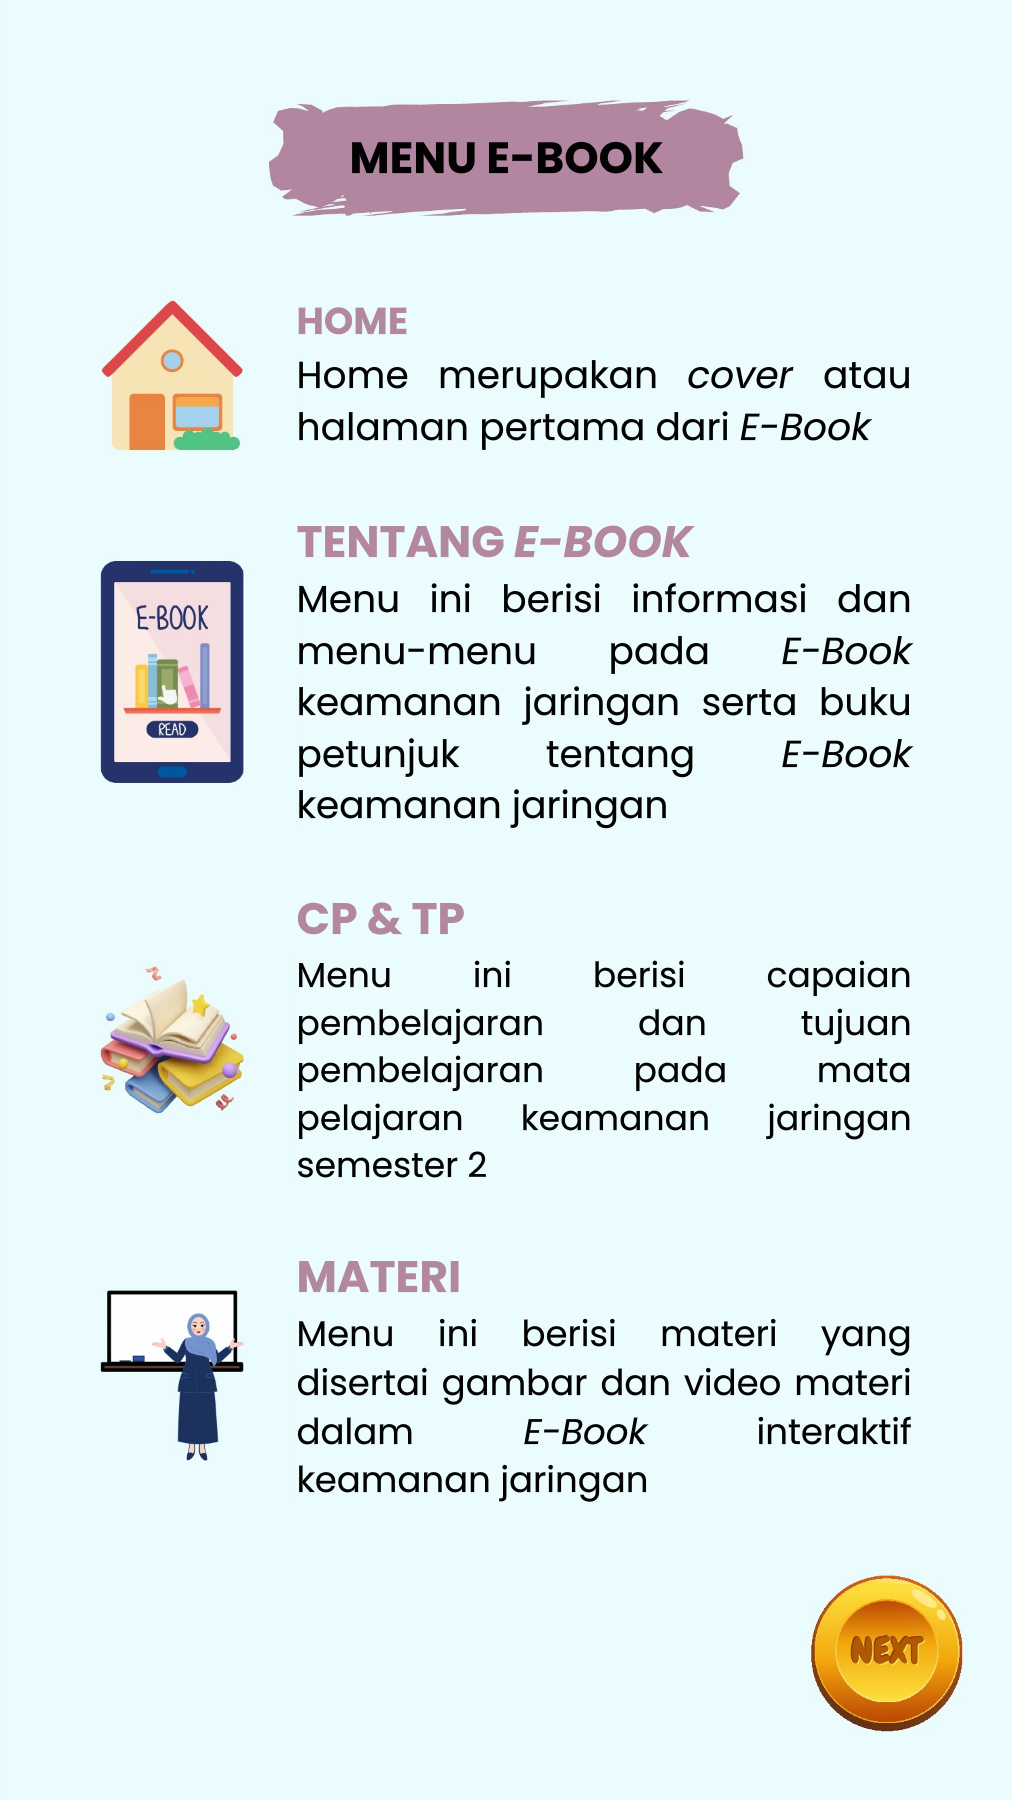 MENU E-BOOK
HOME
Home merupakan cover atau
halaman pertama dari E-Book
TENTANG E-BOOK
Menu ini berisi informasi dan
menu-menu pada E-Book
keamanan jaringan serta buku
petunjuk tentang E-Book
keamanan jaringan
E-BOOK
READ
CP & TP
Menu ini berisi capaian
pembelajaran dan tujuan
pembelajaran pada mata
pelajaran keamanan jaringan
semester 2
MATERI
Menu ini berisi materi yang
disertai gambar dan video materi
dalam E-Book interaktif
keamanan jaringan
NEXT